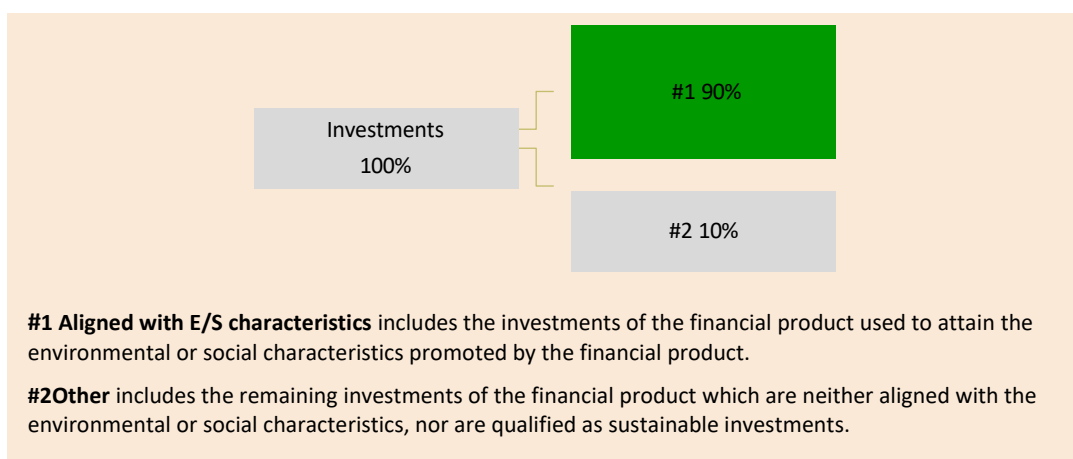 #1 90%
Investments
100%
#2 10%
#1 Aligned with E/S characteristics includes the investments of the financial product used to attain the
environmental or social characteristics promoted by the financial product.
#2Other includes the remaining investments of the financial product which are neither aligned with the
environmental or social characteristics, nor are qualified as sustainable investments.